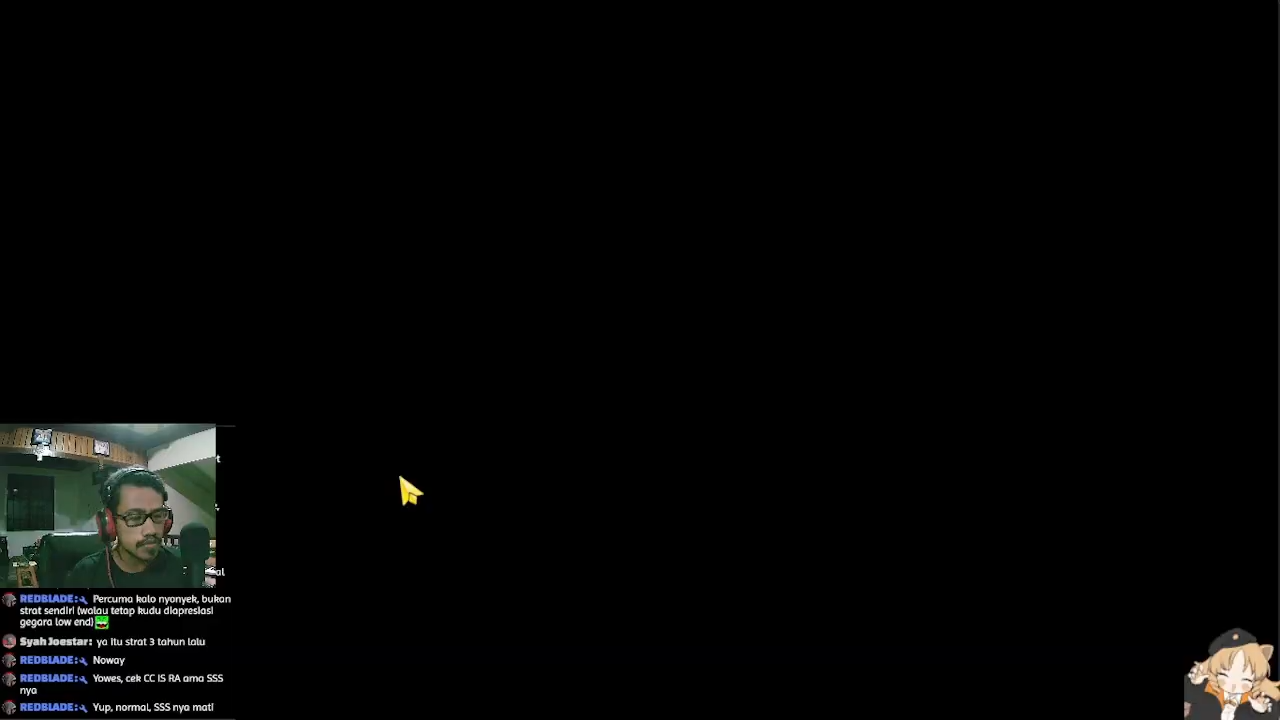 REDBLADE: Percuma kalo nyonyek, bukan
strat sendiri (walau tetap kudu diapresiasi
gegara low end)
Syah Joestar: ya itu strat 3 tahun lalu
REDBLADE: Noway
REDBLADE: Yowes, cek CC IS RA ama SSS
nya
REDBLADE: Yup, normal, SSS nya mati